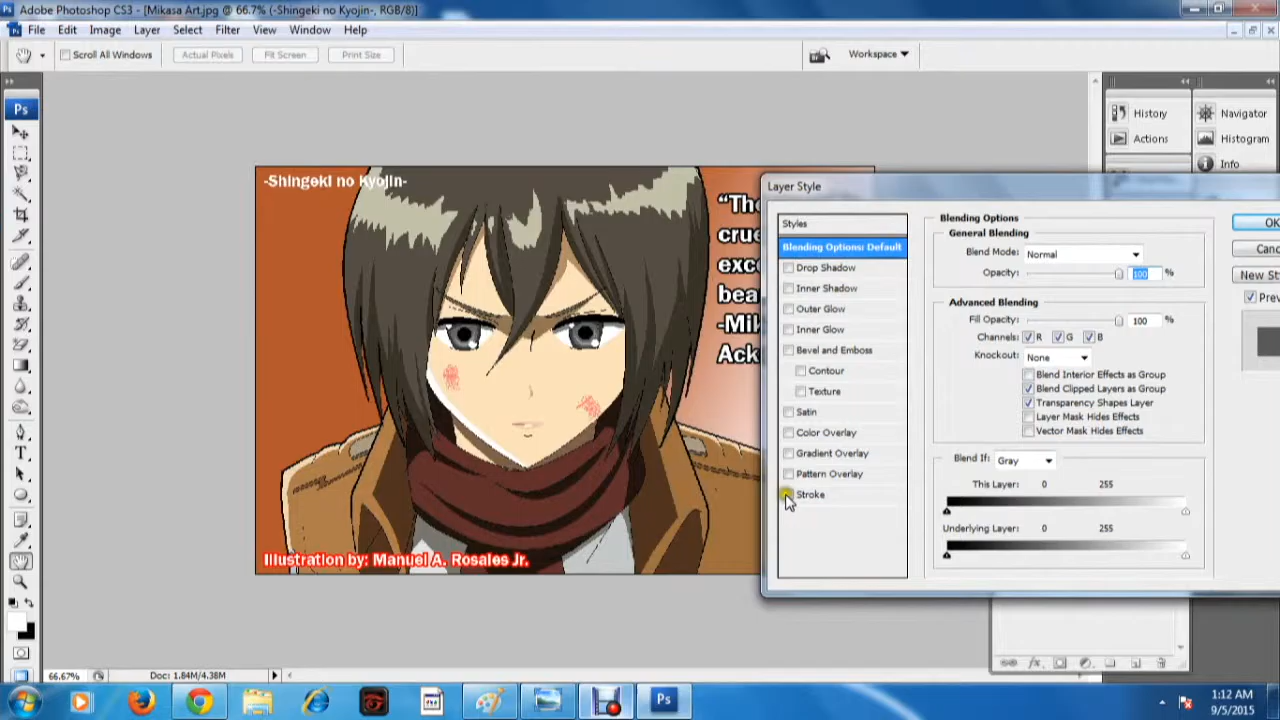 Adobe Photoshop CS3 - [Mikasa Art.jpg @ 66.7% (-Shingeki no Kyojin-, RGB/8)]
File Edit Image Layer Select Filter View Window Help
Scroll All Windows Actual Pixels Fit Screen Print Size Workspace
Ps
History
Actions
Navigator
Histogram
Info
-Shingeki no Kyojin-
-Mi
Ack
Illustration by: Manuel A. Rosales Jr.
Layer Style
Styles
Blending Options: Default
Drop Shadow
Inner Shadow
Outer Glow
Inner Glow
Bevel and Emboss
Contour
Texture
Satin
Color Overlay
Gradient Overlay
Pattern Overlay
Stroke
Blending Options
General Blending
Blend Mode: Normal
Opacity: 100 %
Advanced Blending
Fill Opacity: 100 %
Channels: R G B
Knockout: None
Blend Interior Effects as Group
Blend Clipped Layers as Group
Transparency Shapes Layer
Layer Mask Hides Effects
Vector Mask Hides Effects
Blend If: Gray
This Layer: 0 255
Underlying Layer: 0 255
OK
Canc
New St
Prev
66.67% Doc: 1.84M/4.38M
Ps
1:12 AM
9/5/2015